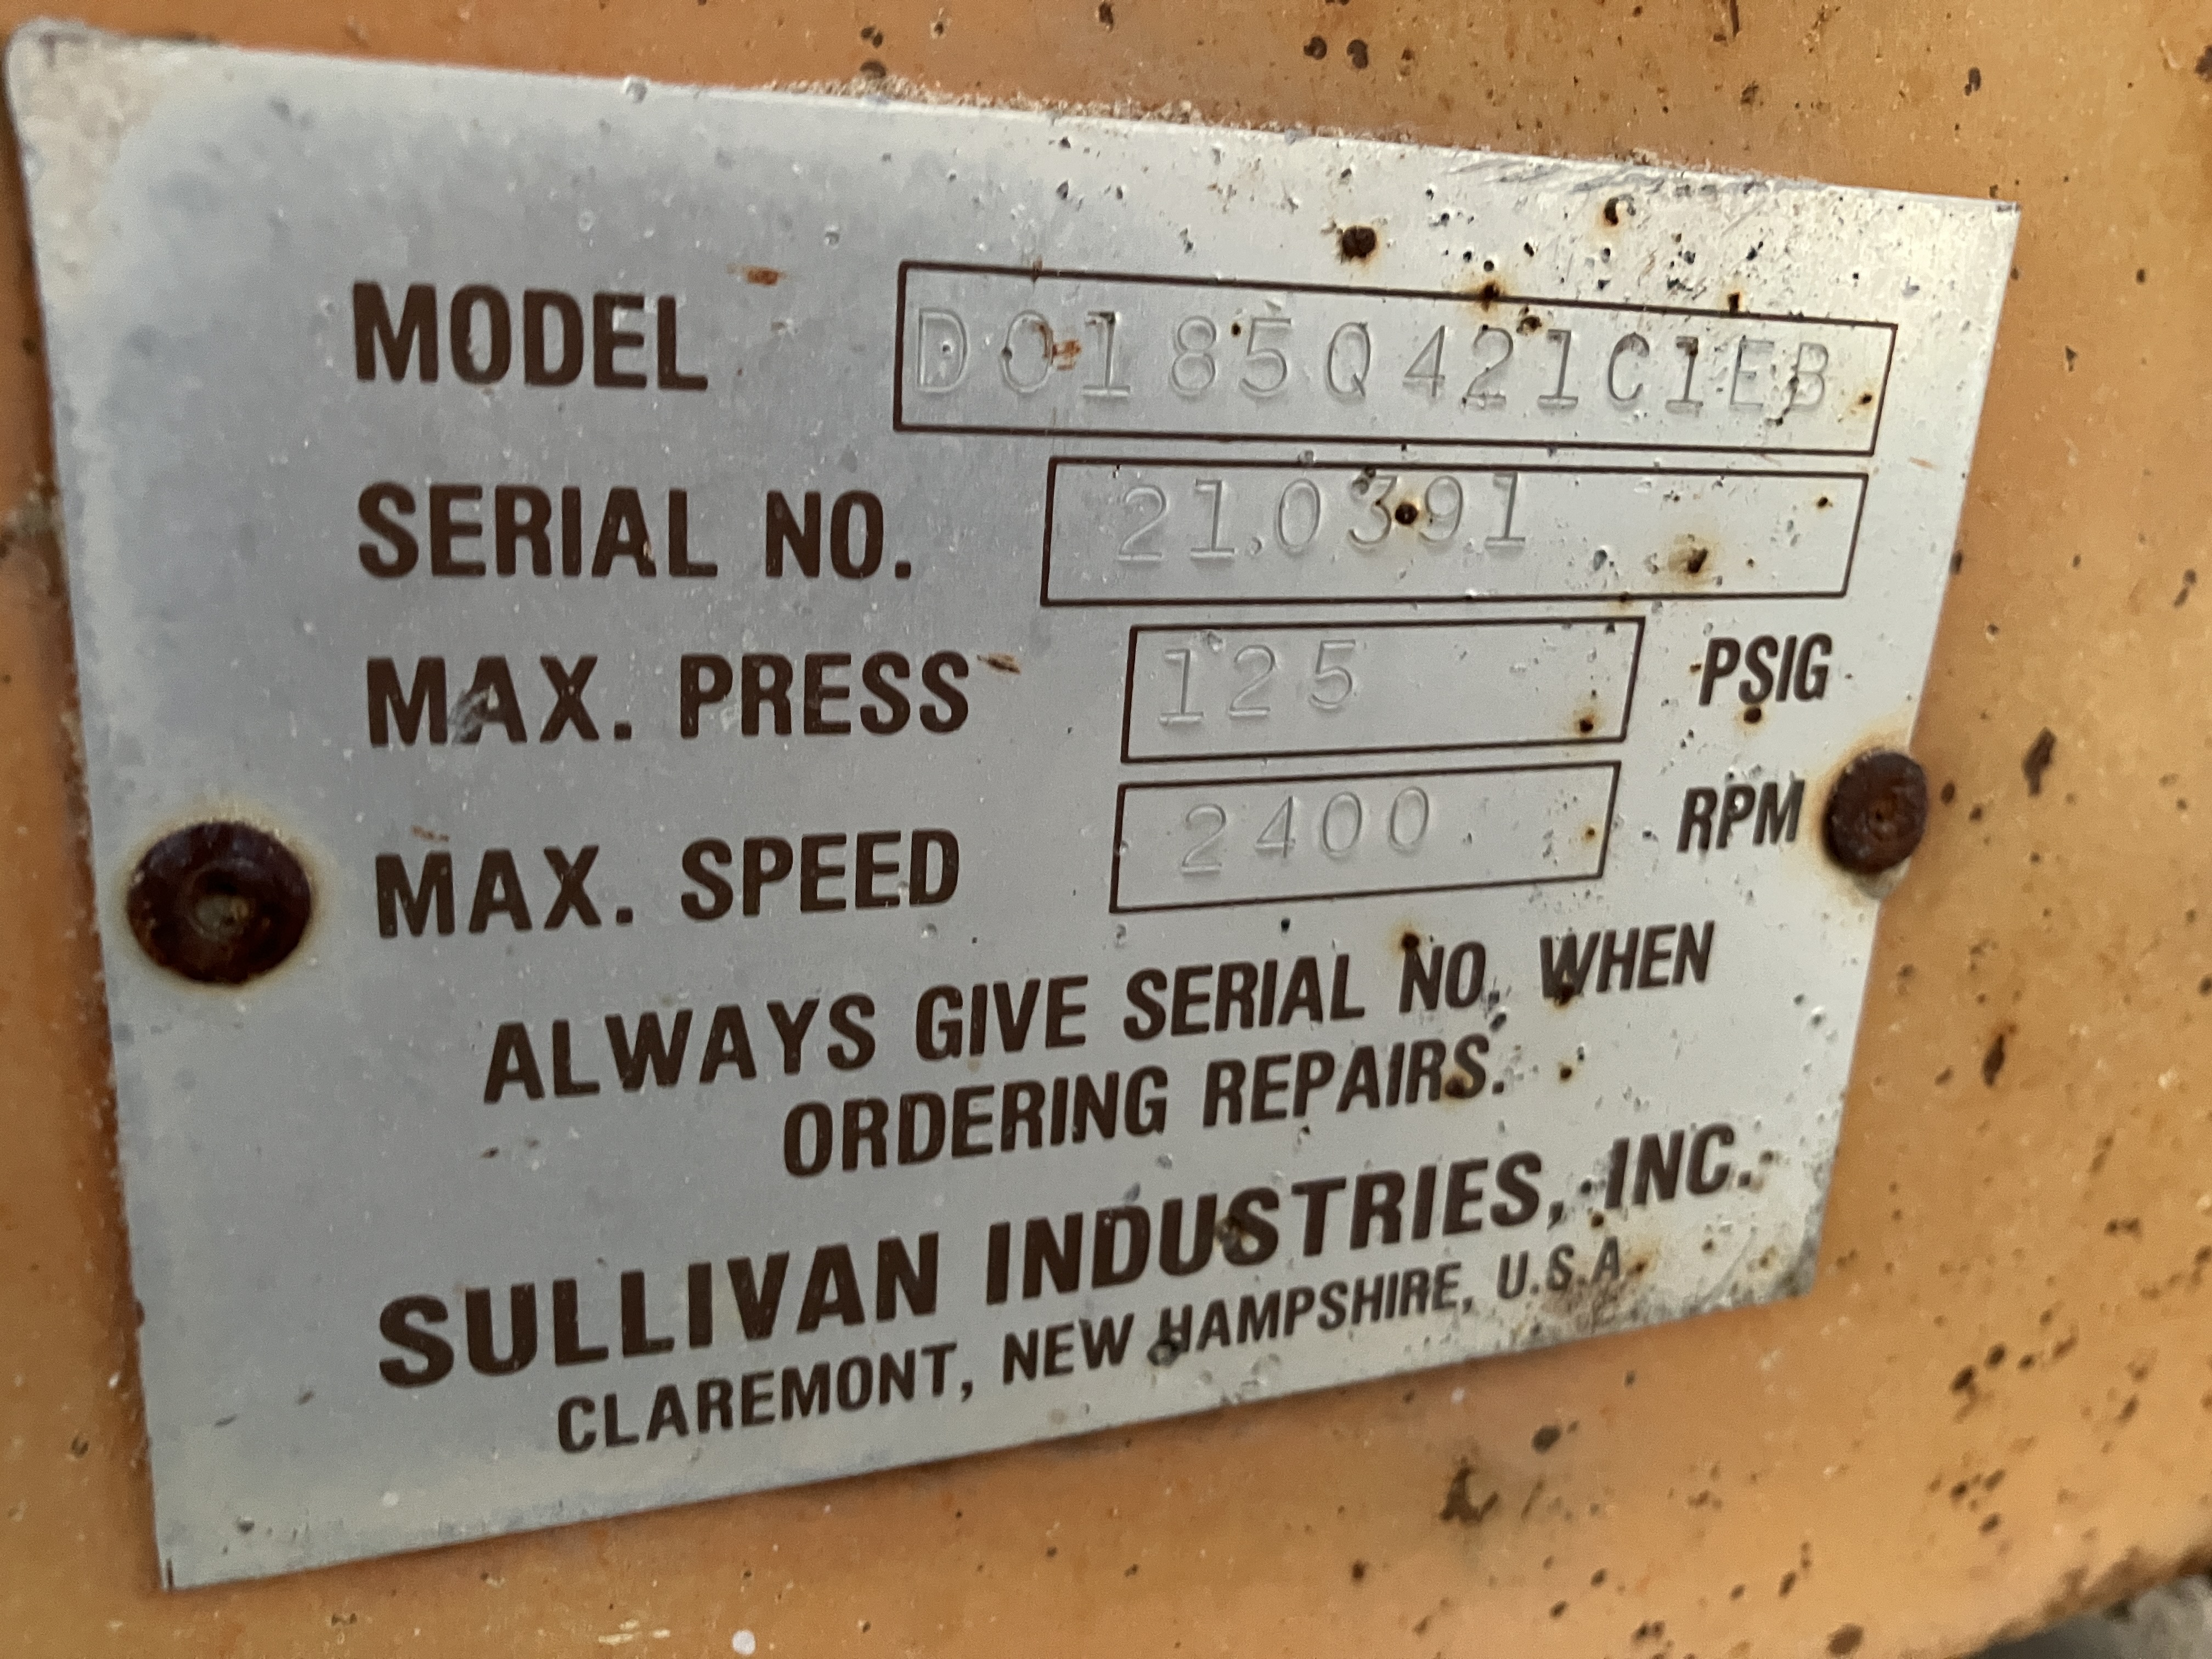 MODEL D0185Q421C1EB
SERIAL NO. 210391
MAX. PRESS 125 PSIG
MAX. SPEED 2400 RPM
ALWAYS GIVE SERIAL NO. WHEN
ORDERING REPAIRS.
SULLIVAN INDUSTRIES, INC.
CLAREMONT, NEW HAMPSHIRE, U.S.A